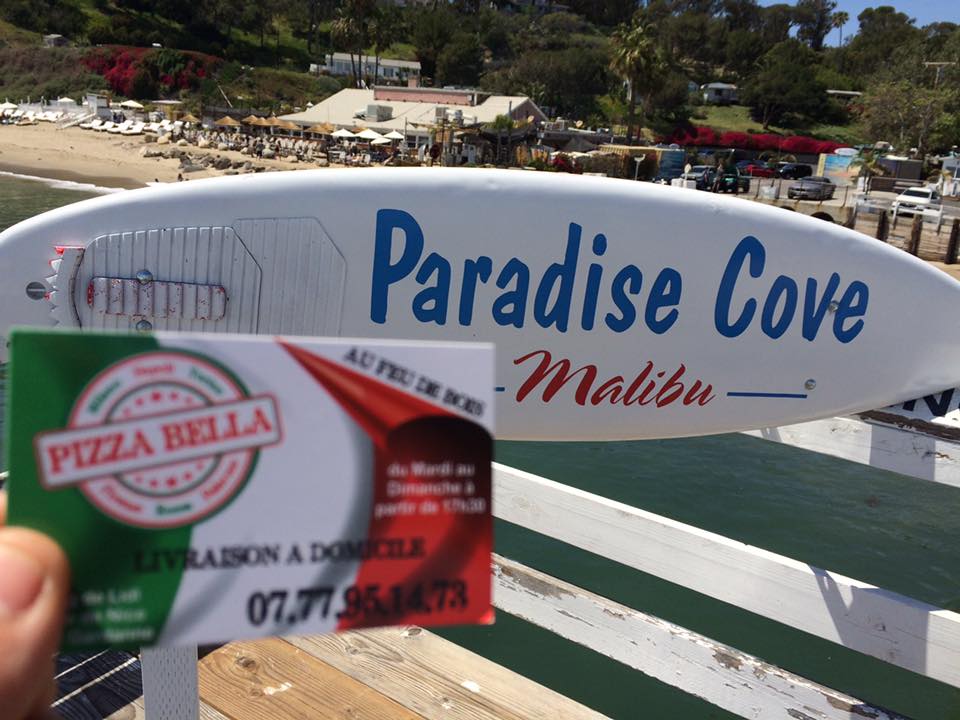 Paradise Cove
Malibu
AU FEU DE BOIS
PIZZA BELLA
du Mardi au
Dimanche à
partir de 17h30
LIVRAISON A DOMICILE
07.77.95.14.73